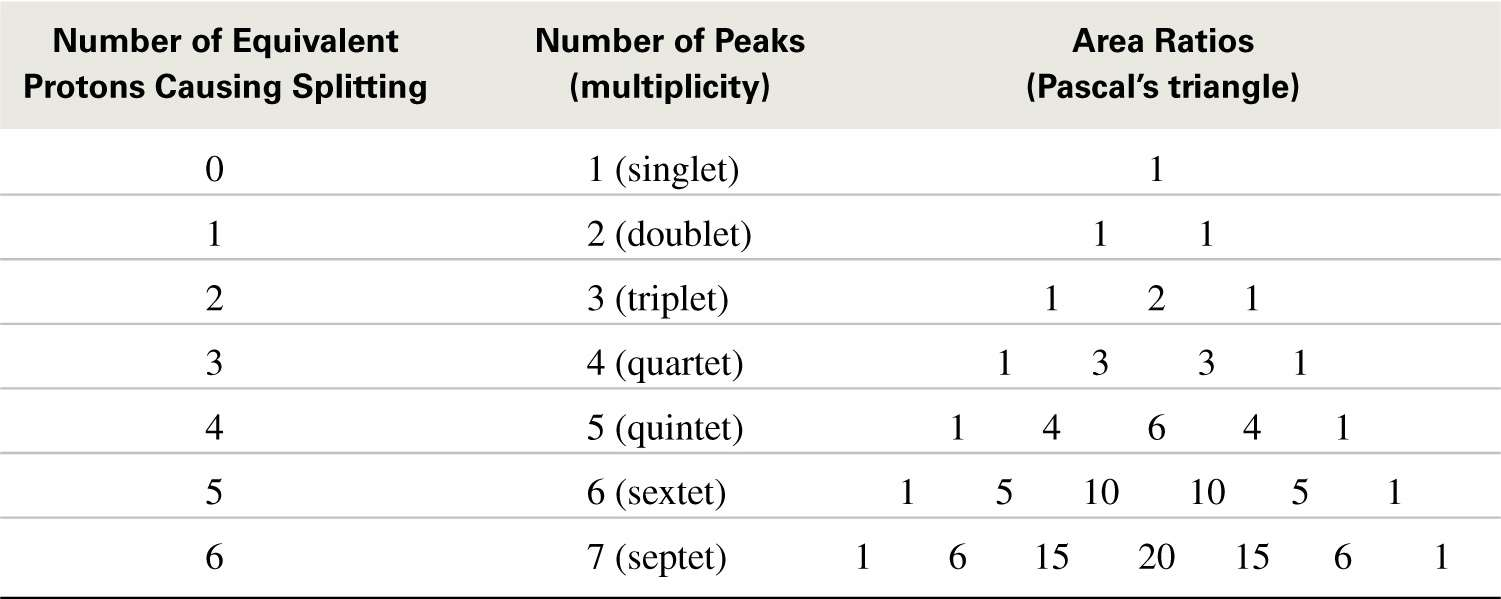 Number of Equivalent Number of Peaks Area Ratios
Protons Causing Splitting (multiplicity) (Pascal’s triangle)
0 1 (singlet) 1
1 2 (doublet) 1 1
2 3 (triplet) 1 2 1
3 4 (quartet) 1 3 3 1
4 5 (quintet) 1 4 6 4 1
5 6 (sextet) 1 5 10 10 5 1
6 7 (septet) 1 6 15 20 15 6 1